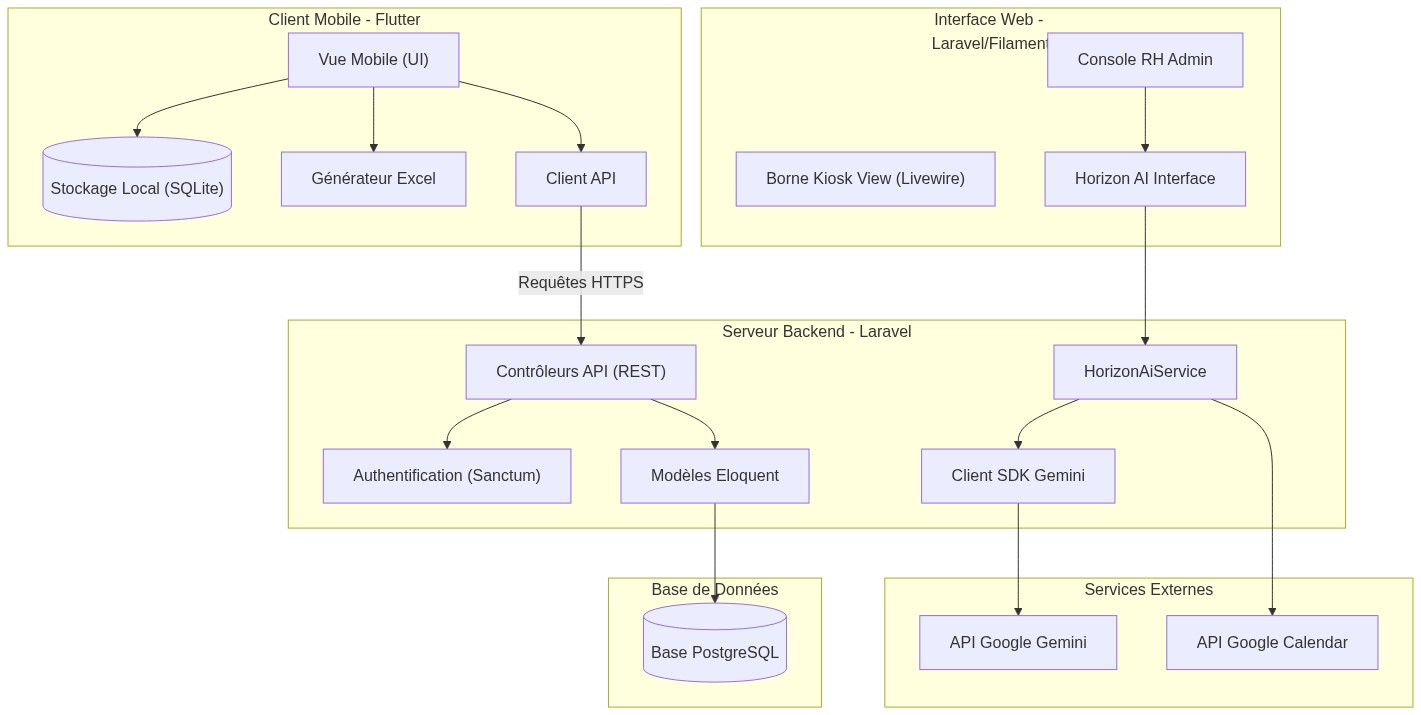 Client Mobile - Flutter
Vue Mobile (UI)
Stockage Local (SQLite)
Générateur Excel
Client API
Interface Web -
Laravel/Filament
Console RH Admin
Borne Kiosk View (Livewire)
Horizon AI Interface
Requêtes HTTPS
Serveur Backend - Laravel
Contrôleurs API (REST)
HorizonAiService
Authentification (Sanctum)
Modèles Eloquent
Client SDK Gemini
Base de Données
Base PostgreSQL
Services Externes
API Google Gemini
API Google Calendar